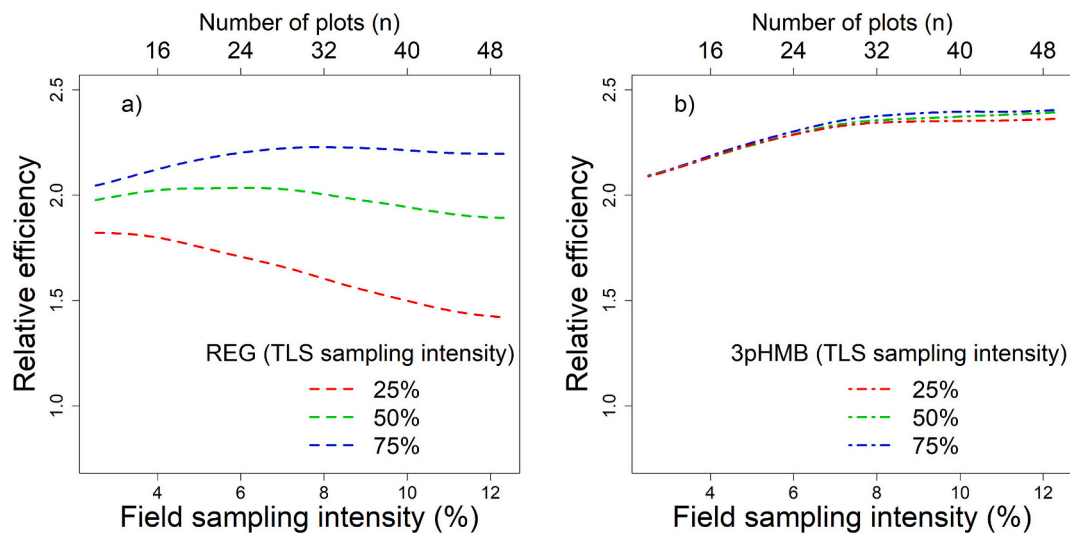 Number of plots (n)
16 24 32 40 48
2.5
2.0
1.5
1.0
Relative efficiency
a)
REG (TLS sampling intensity)
25%
50%
75%
4 6 8 10 12
Field sampling intensity (%)
Number of plots (n)
16 24 32 40 48
2.5
2.0
1.5
1.0
Relative efficiency
b)
3pHMB (TLS sampling intensity)
25%
50%
75%
4 6 8 10 12
Field sampling intensity (%)